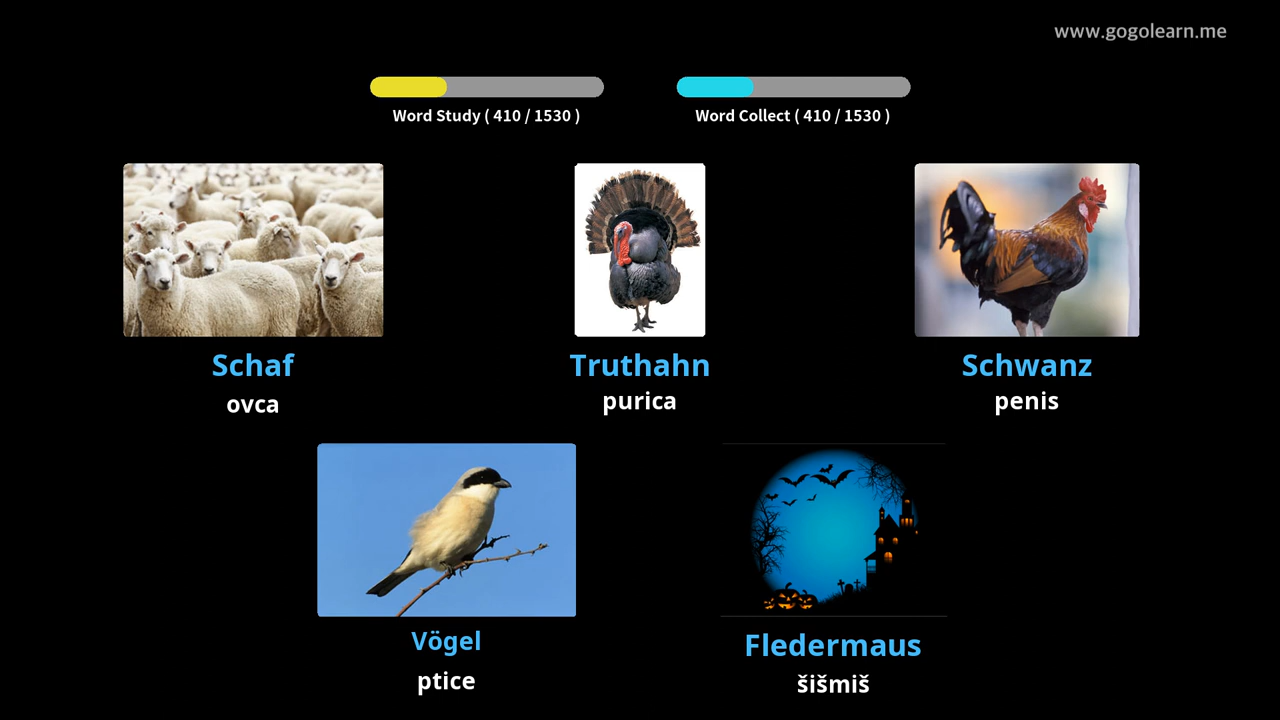 www.gogolearn.me
Word Study ( 410 / 1530 )
Word Collect ( 410 / 1530 )
Schaf
ovca
Truthahn
purica
Schwanz
penis
Vögel
ptice
Fledermaus
šišmiš